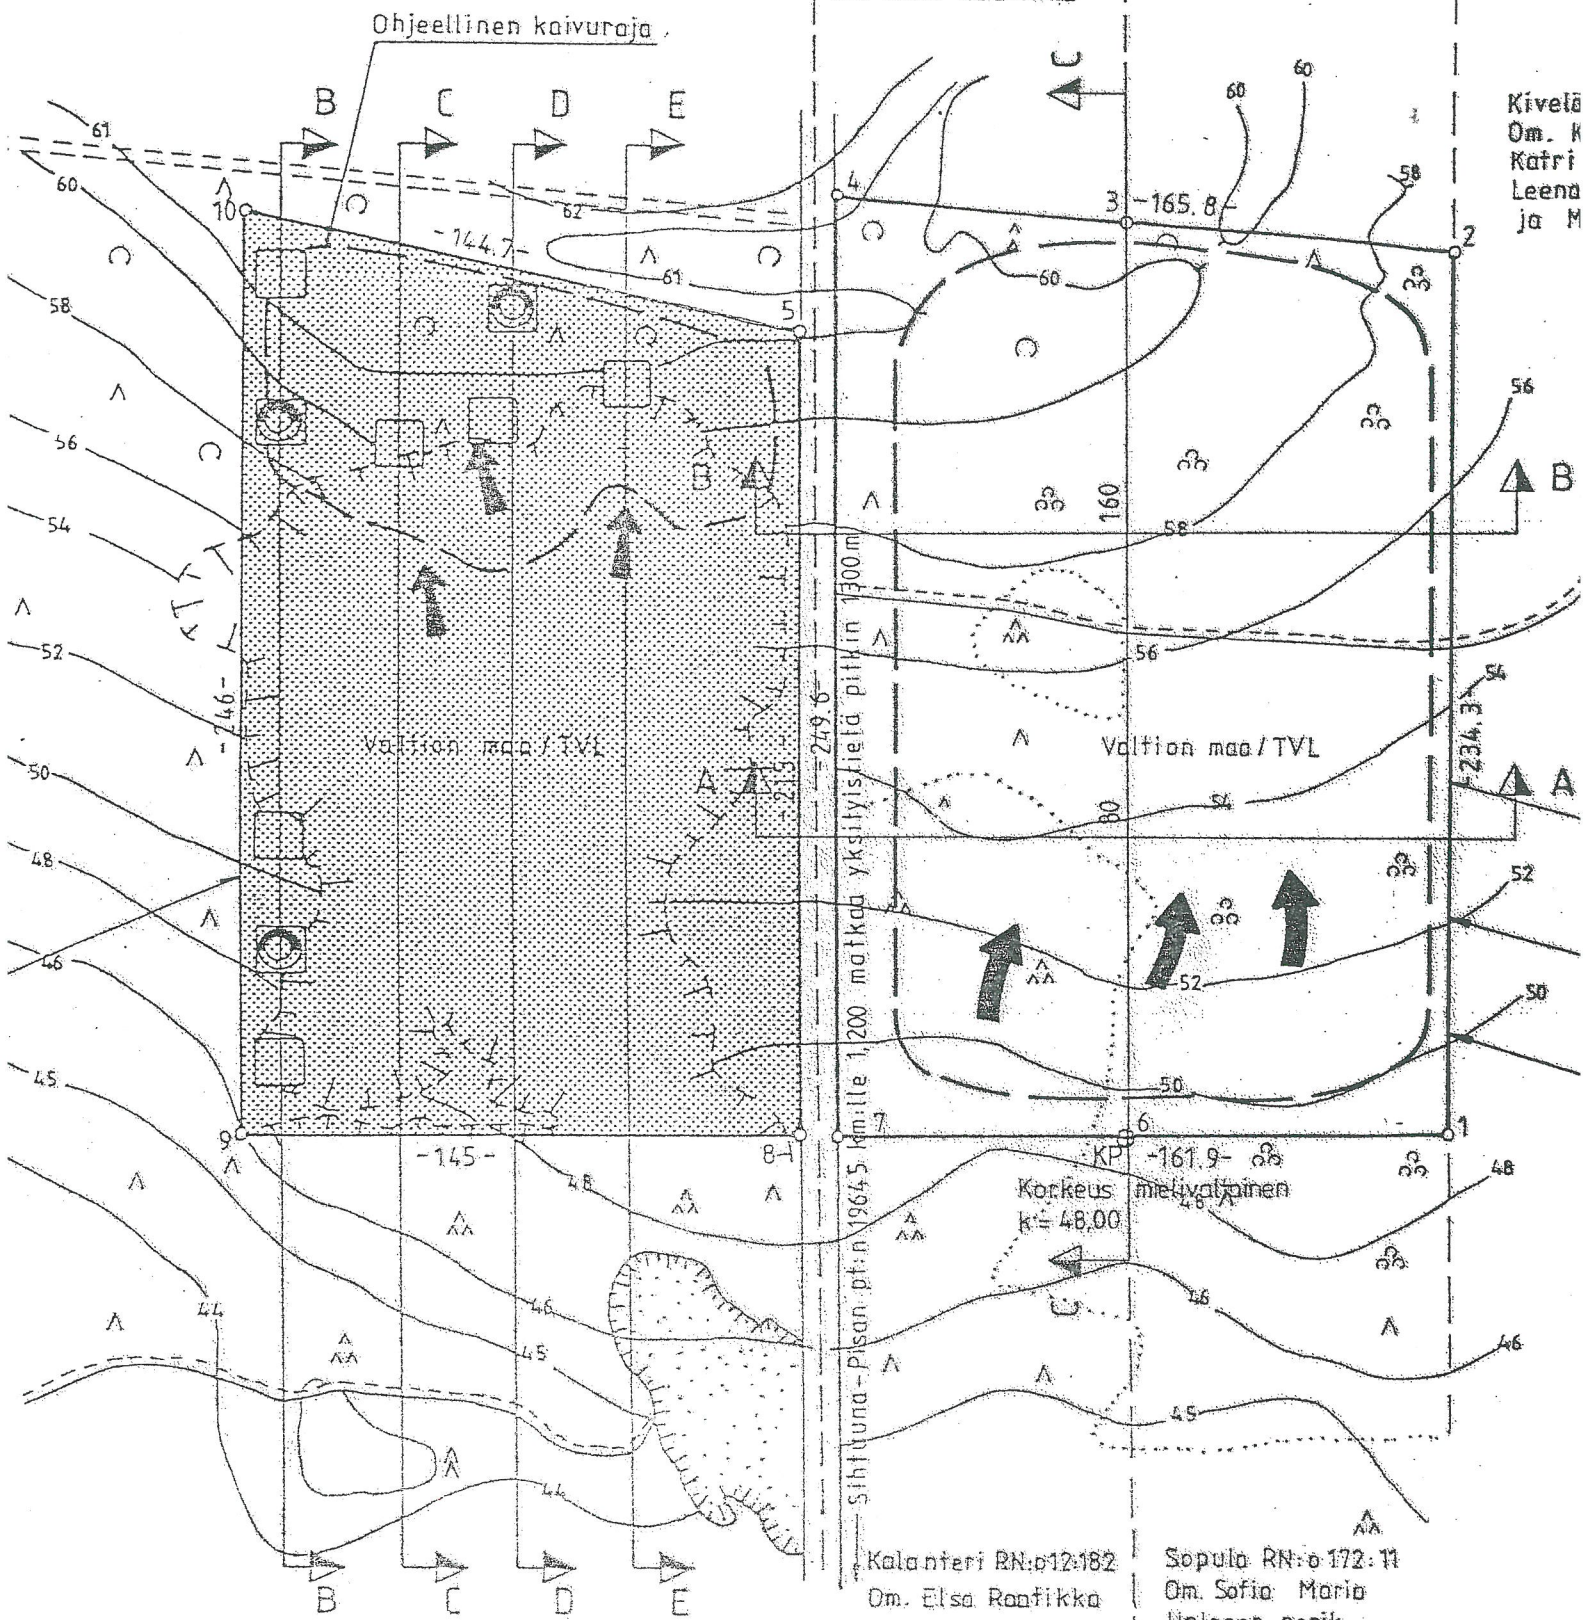 Ohjeellinen kaivuraja
B
C
D
E
C
60
60
58
61
60
62
10
-144.7-
61
5
4
3
-165.8-
2
60
58
56
54
52
50
48
46
45
44
56
B
B
160
58
56
54
-246-
-249.6-
-215-
-234.3-
Valtion maa/TVL
Valtion maa/TVL
A
A
80
54
52
52
50
50
9
-145-
8
7
6
1
KP
-161.9-
Korkeus mielivaltainen
k = 48.00
48
48
48
46
46
46
45
45
44
C
Sihtuuna-Pisan pt:n 19645 km:lle 1,200 matkaa yksityistietä pitkin 1300 m
B
C
D
E
Kalanteri RN:o 12:182
Om. Elsa Raatikka
Sopula RN:o 172:11
Om. Sofia Maria
Kivelä
Om. K
Katri
Leena
ja M